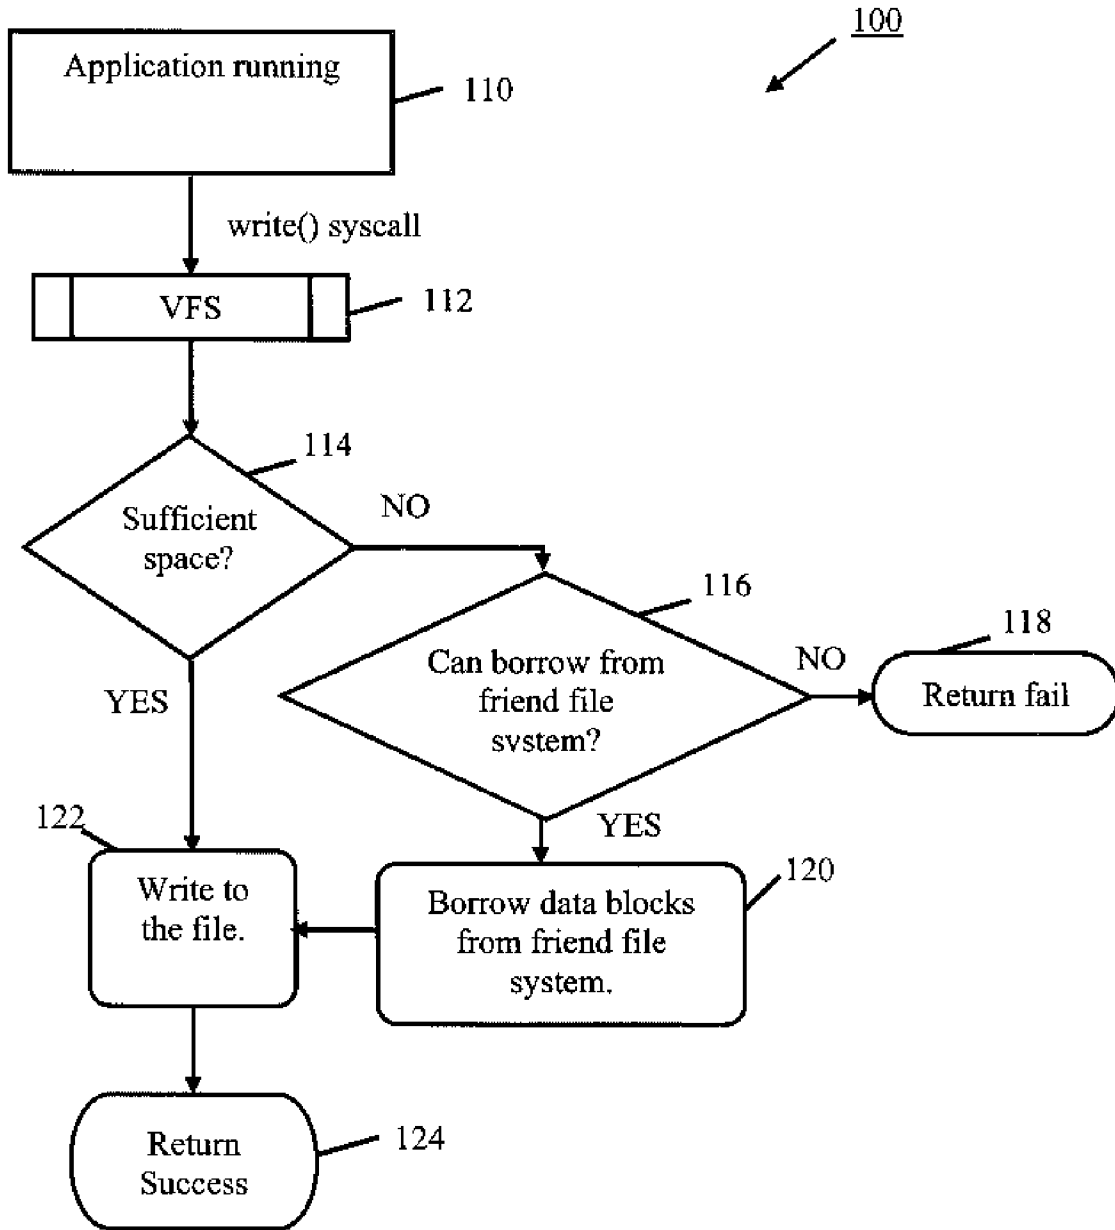 100
Application running
110
write() syscall
VFS
112
114
Sufficient
space?
NO
116
Can borrow from
friend file
system?
NO
118
Return fail
YES
YES
122
Write to
the file.
120
Borrow data blocks
from friend file
system.
Return
Success
124